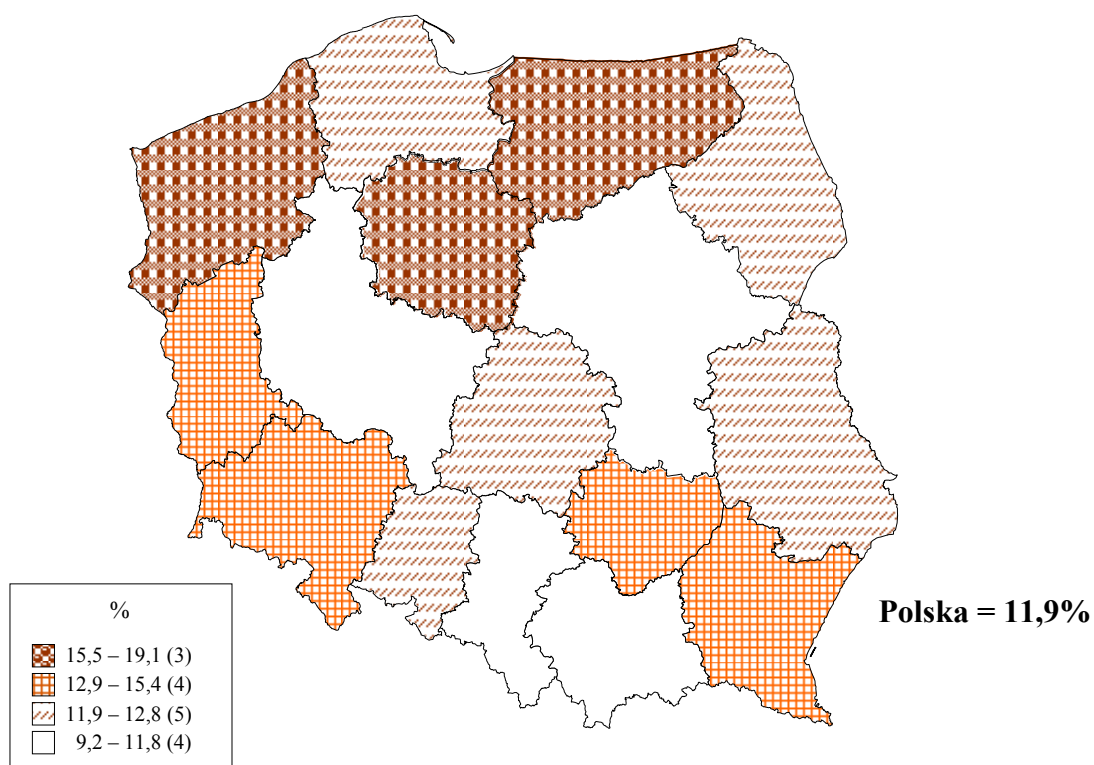 Polska = 11,9%
%
15,5 – 19,1 (3)
12,9 – 15,4 (4)
11,9 – 12,8 (5)
9,2 – 11,8 (4)